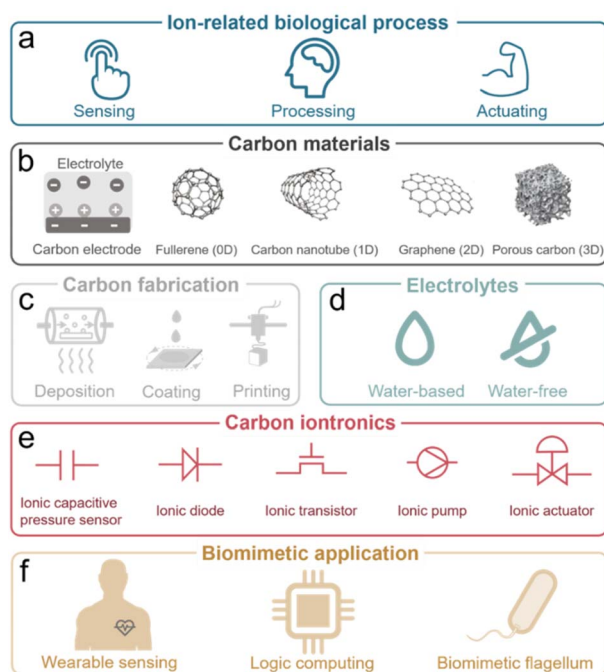 Ion-related biological process
a
Sensing
Processing
Actuating
Carbon materials
b
Electrolyte
Carbon electrode
Fullerene (0D)
Carbon nanotube (1D)
Graphene (2D)
Porous carbon (3D)
Carbon fabrication
c
Deposition
Coating
Printing
Electrolytes
d
Water-based
Water-free
Carbon iontronics
e
Ionic capacitive
pressure sensor
Ionic diode
Ionic transistor
Ionic pump
Ionic actuator
Biomimetic application
f
Wearable sensing
Logic computing
Biomimetic flagellum